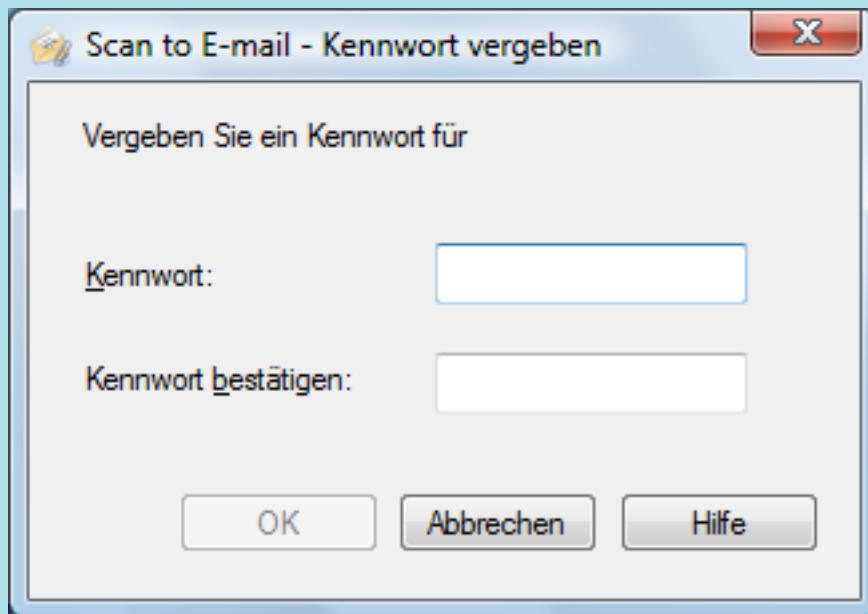 Scan to E-mail - Kennwort vergeben
Vergeben Sie ein Kennwort für
Kennwort:
Kennwort bestätigen:
OK Abbrechen Hilfe